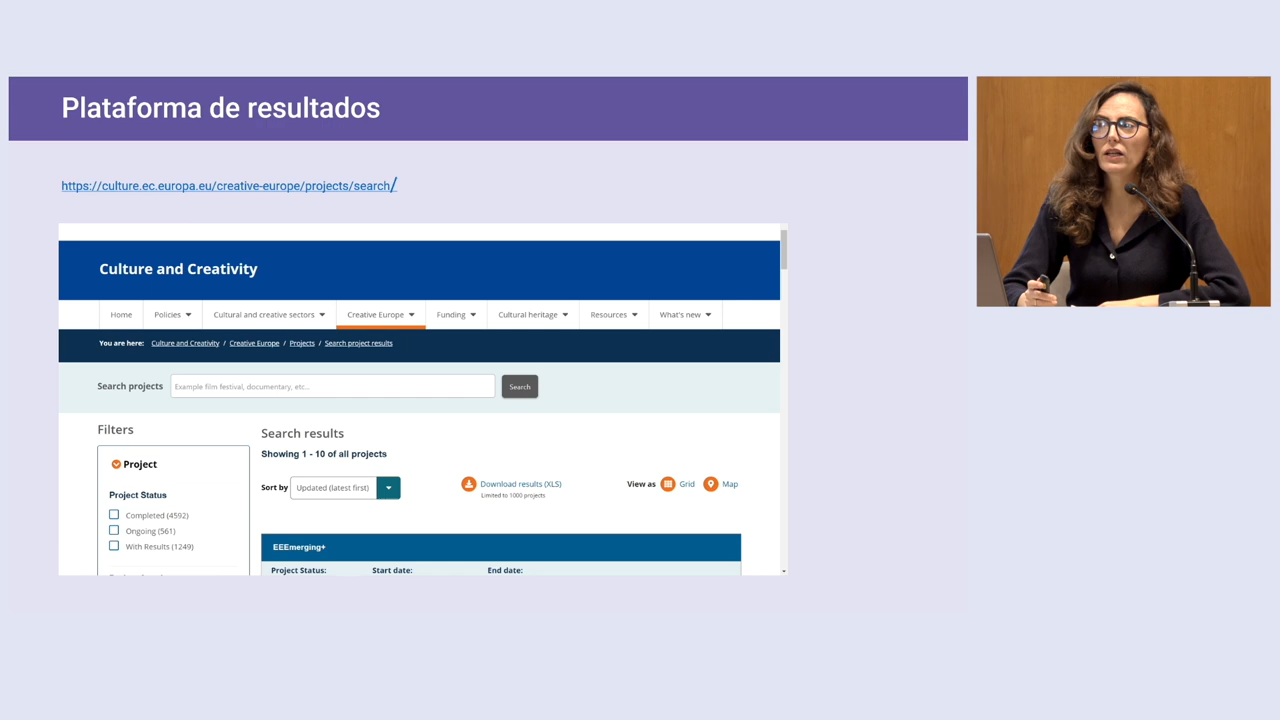 Plataforma de resultados
https://culture.ec.europa.eu/creative-europe/projects/search/
Culture and Creativity
Home Policies Cultural and creative sectors Creative Europe Funding Cultural heritage Resources What's new
You are here: Culture and Creativity / Creative Europe / Projects / Search project results
Search projects Example film festival, documentary, etc... Search
Filters
Project
Project Status
Completed (4592)
Ongoing (561)
With Results (1249)
Search results
Showing 1 - 10 of all projects
Sort by Updated (latest first) Download results (XLS) View as Grid Map
Limited to 1000 projects
EEEmerging+
Project Status: Start date: End date: